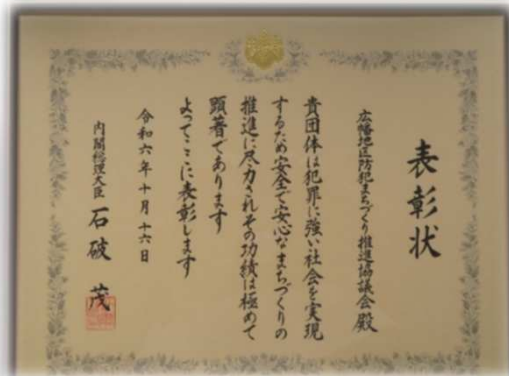 表彰状
広幡地区防犯まちづくり推進協議会殿
貴団体は犯罪に強い社会を実現
するため安全で安心なまちづくりの
推進に尽力されその功績は極めて
顕著であります
よってここに表彰します
令和六年十月十六日
内閣総理大臣 石破 茂